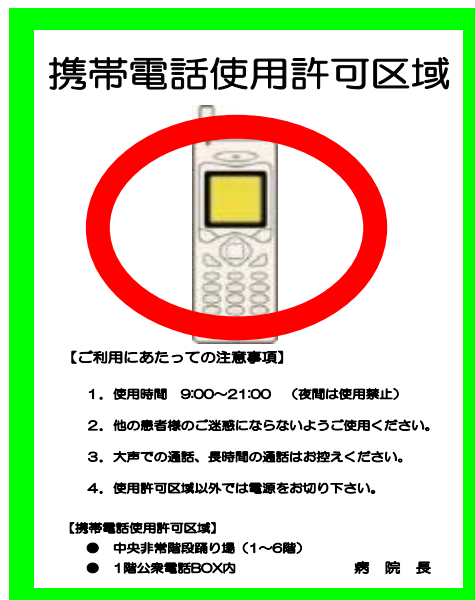 携帯電話使用許可区域
【ご利用にあたっての注意事項】
1．使用時間　9:00～21:00　（夜間は使用禁止）
2．他の患者様のご迷惑にならないようご使用ください。
3．大声での通話、長時間の通話はお控えください。
4．使用許可区域以外では電源をお切り下さい。
【携帯電話使用許可区域】
●　中央非常階段踊り場（1～6階）
●　1階公衆電話BOX内　　病　院　長